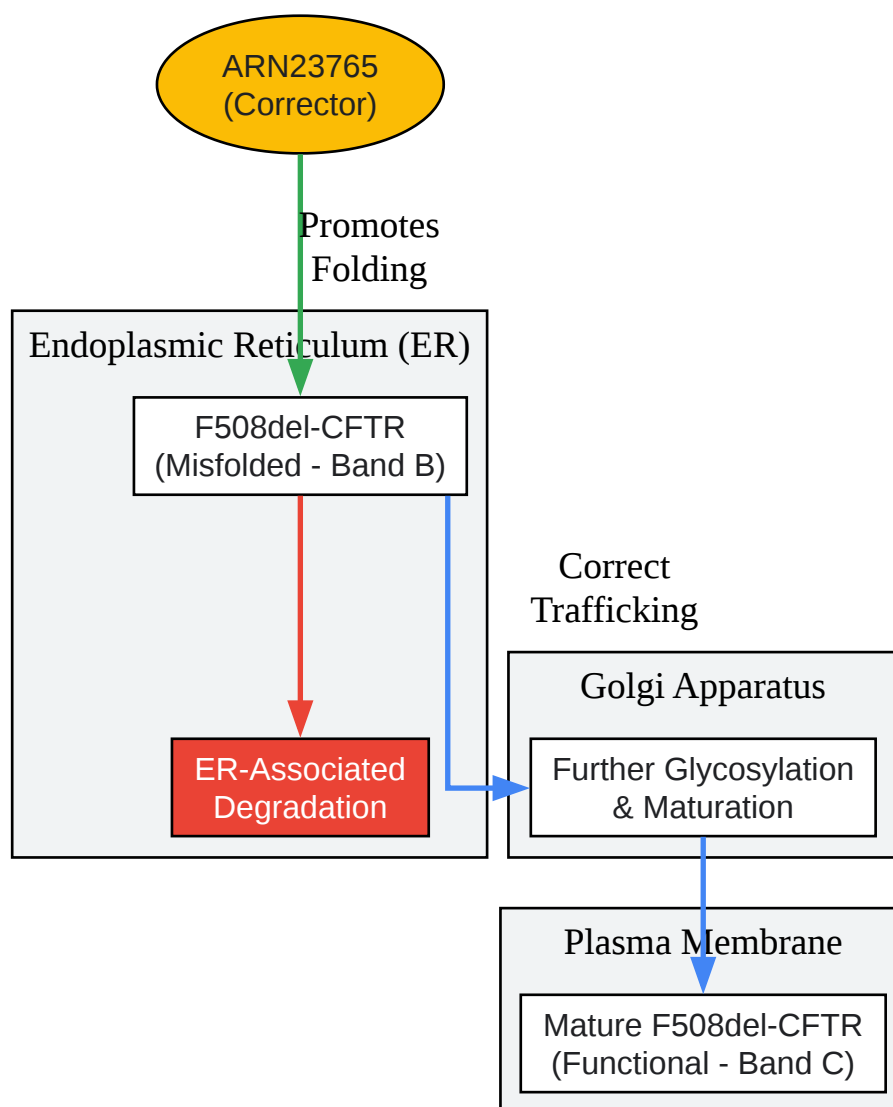 ARN23765
(Corrector)
Promotes
Folding
Endoplasmic Reticulum (ER)
F508del-CFTR
(Misfolded - Band B)
Correct
Trafficking
Golgi Apparatus
ER-Associated
Degradation
Further Glycosylation
& Maturation
Plasma Membrane
Mature F508del-CFTR
(Functional - Band C)